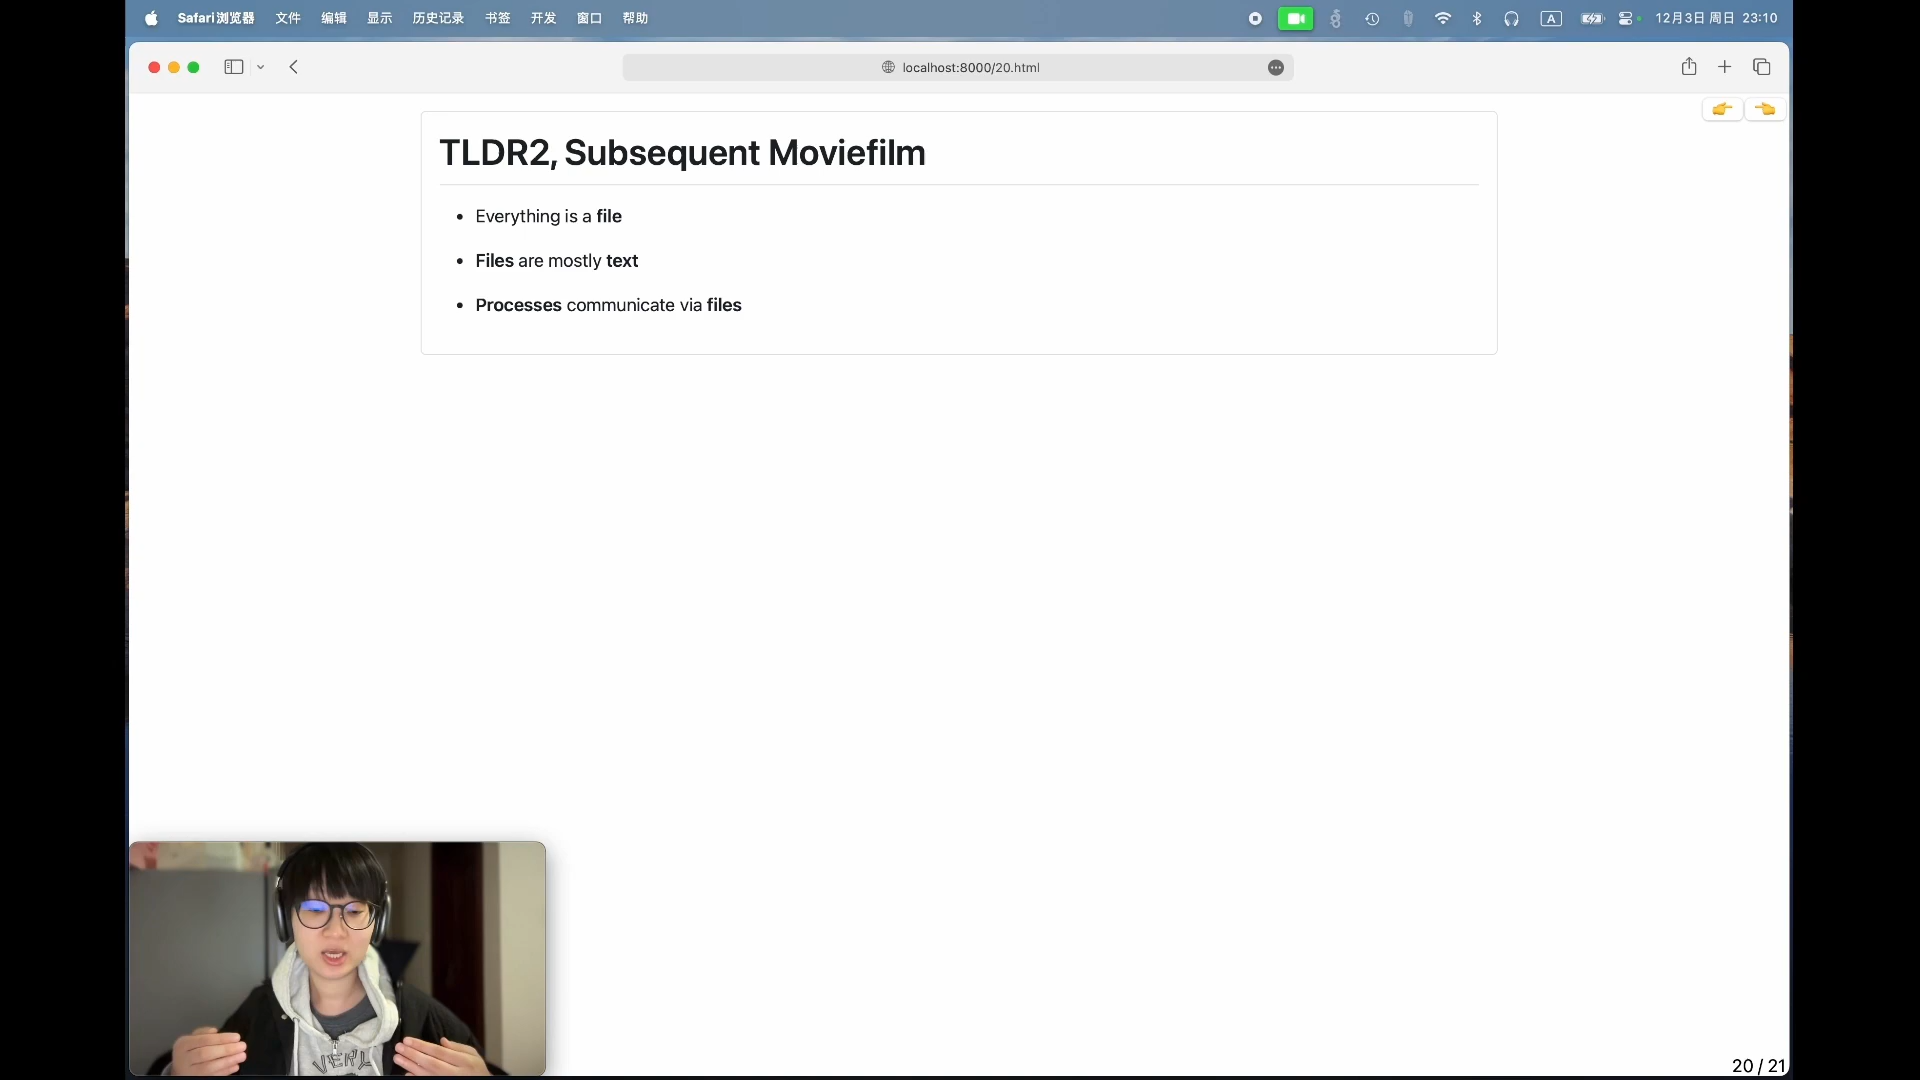 Safari浏览器 文件 编辑 显示 历史记录 书签 开发 窗口 帮助 A 12月3日 周日 23:10
localhost:8000/20.html
TLDR2, Subsequent Moviefilm
Everything is a file
Files are mostly text
Processes communicate via files
VERY
20 / 21